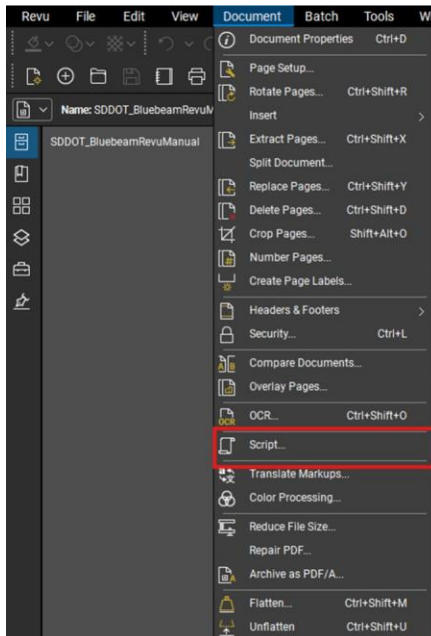 Revu File Edit View Document Batch Tools W
Document Properties Ctrl+D
Page Setup...
Rotate Pages... Ctrl+Shift+R
Name: SDDOT_BluebeamRevuM
Insert
SDDOT_BluebeamRevuManual
Extract Pages... Ctrl+Shift+X
Split Document...
Replace Pages... Ctrl+Shift+Y
Delete Pages... Ctrl+Shift+D
Crop Pages... Shift+Alt+O
Number Pages...
Create Page Labels...
Headers & Footers
Security... Ctrl+L
Compare Documents...
Overlay Pages...
OCR... Ctrl+Shift+O
Script...
Translate Markups...
Color Processing...
Reduce File Size...
Repair PDF...
Archive as PDF/A...
Flatten... Ctrl+Shift+M
Unflatten Ctrl+Shift+U